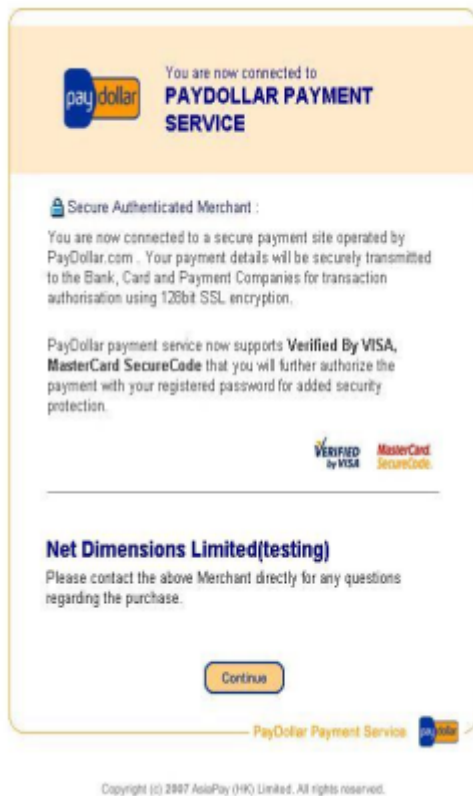 pay dollar
You are now connected to
PAYDOLLAR PAYMENT
SERVICE
Secure Authenticated Merchant :
You are now connected to a secure payment site operated by
PayDollar.com . Your payment details will be securely transmitted
to the Bank, Card and Payment Companies for transaction
authorisation using 128bit SSL encryption.
PayDollar payment service now supports Verified By VISA,
MasterCard SecureCode that you will further authorize the
payment with your registered password for added security
protection.
VERIFIED
by VISA
MasterCard.
SecureCode.
Net Dimensions Limited(testing)
Please contact the above Merchant directly for any questions
regarding the purchase.
Continue
PayDollar Payment Service
pay dollar
Copyright (c) 2007 AsiaPay (HK) Limited. All rights reserved.